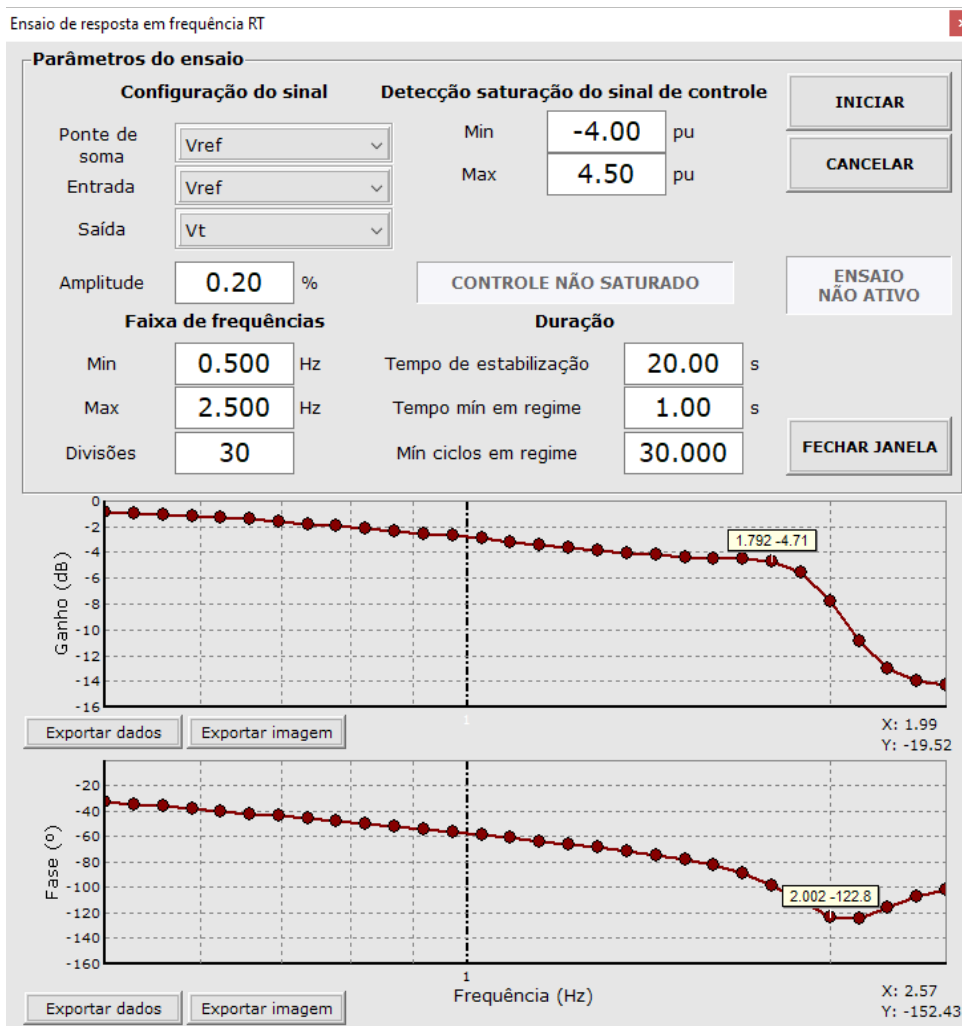 Ensaio de resposta em frequência RT
Parâmetros do ensaio
Configuração do sinal
Ponte de
soma
Vref
Entrada
Vref
Saída
Vt
Amplitude
0.20
%
Detecção saturação do sinal de controle
Min
-4.00
pu
Max
4.50
pu
INICIAR
CANCELAR
CONTROLE NÃO SATURADO
ENSAIO
NÃO ATIVO
Faixa de frequências
Min
0.500
Hz
Max
2.500
Hz
Divisões
30
Duração
Tempo de estabilização
20.00
s
Tempo mín em regime
1.00
s
Mín ciclos em regime
30.000
FECHAR JANELA
Ganho (dB)
0
-2
-4
-6
-8
-10
-12
-14
-16
1.792 -4.71
1
Exportar dados
Exportar imagem
X: 1.99
Y: -19.52
Fase (º)
-20
-40
-60
-80
-100
-120
-140
-160
2.002 -122.8
1
Frequência (Hz)
Exportar dados
Exportar imagem
X: 2.57
Y: -152.43